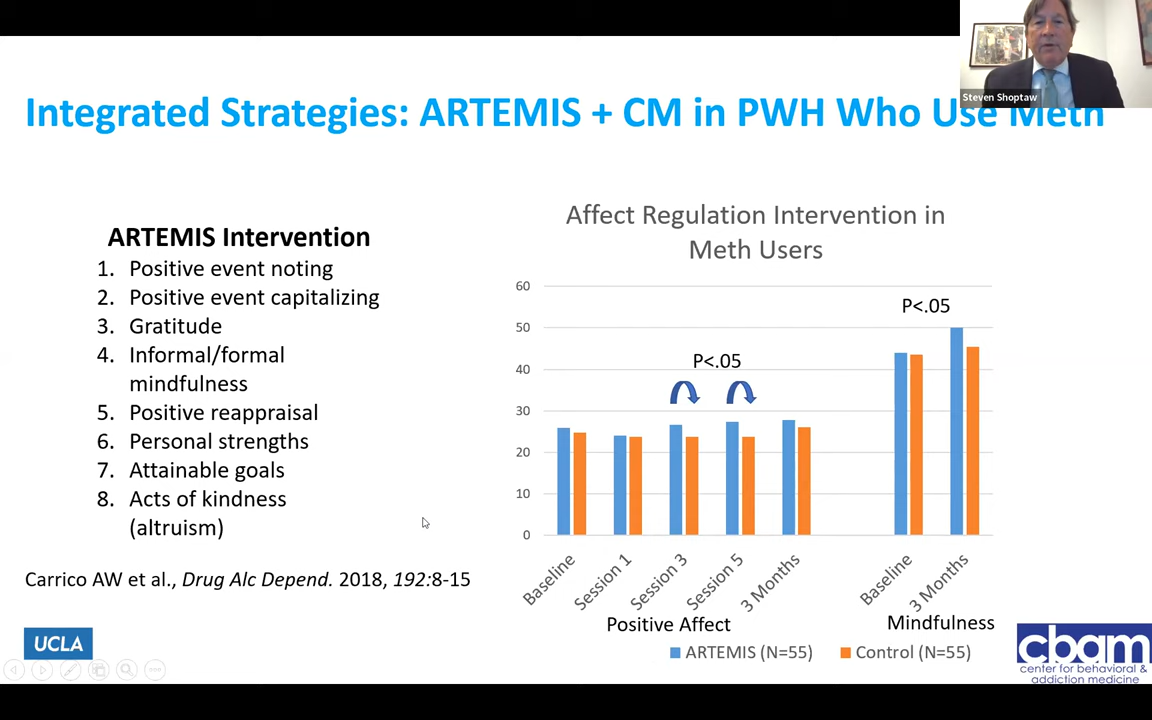 Steven Shoptaw
Integrated Strategies: ARTEMIS + CM in PWH Who Use Meth
ARTEMIS Intervention
1. Positive event noting
2. Positive event capitalizing
3. Gratitude
4. Informal/formal
mindfulness
5. Positive reappraisal
6. Personal strengths
7. Attainable goals
8. Acts of kindness
(altruism)
Carrico AW et al., Drug Alc Depend. 2018, 192:8-15
Affect Regulation Intervention in
Meth Users
60
50
40
30
20
10
0
P<.05
P<.05
Baseline
Session 1
Session 3
Session 5
3 Months
Baseline
3 Months
Positive Affect
Mindfulness
ARTEMIS (N=55)
Control (N=55)
UCLA
cbam
center for behavioral &
addiction medicine